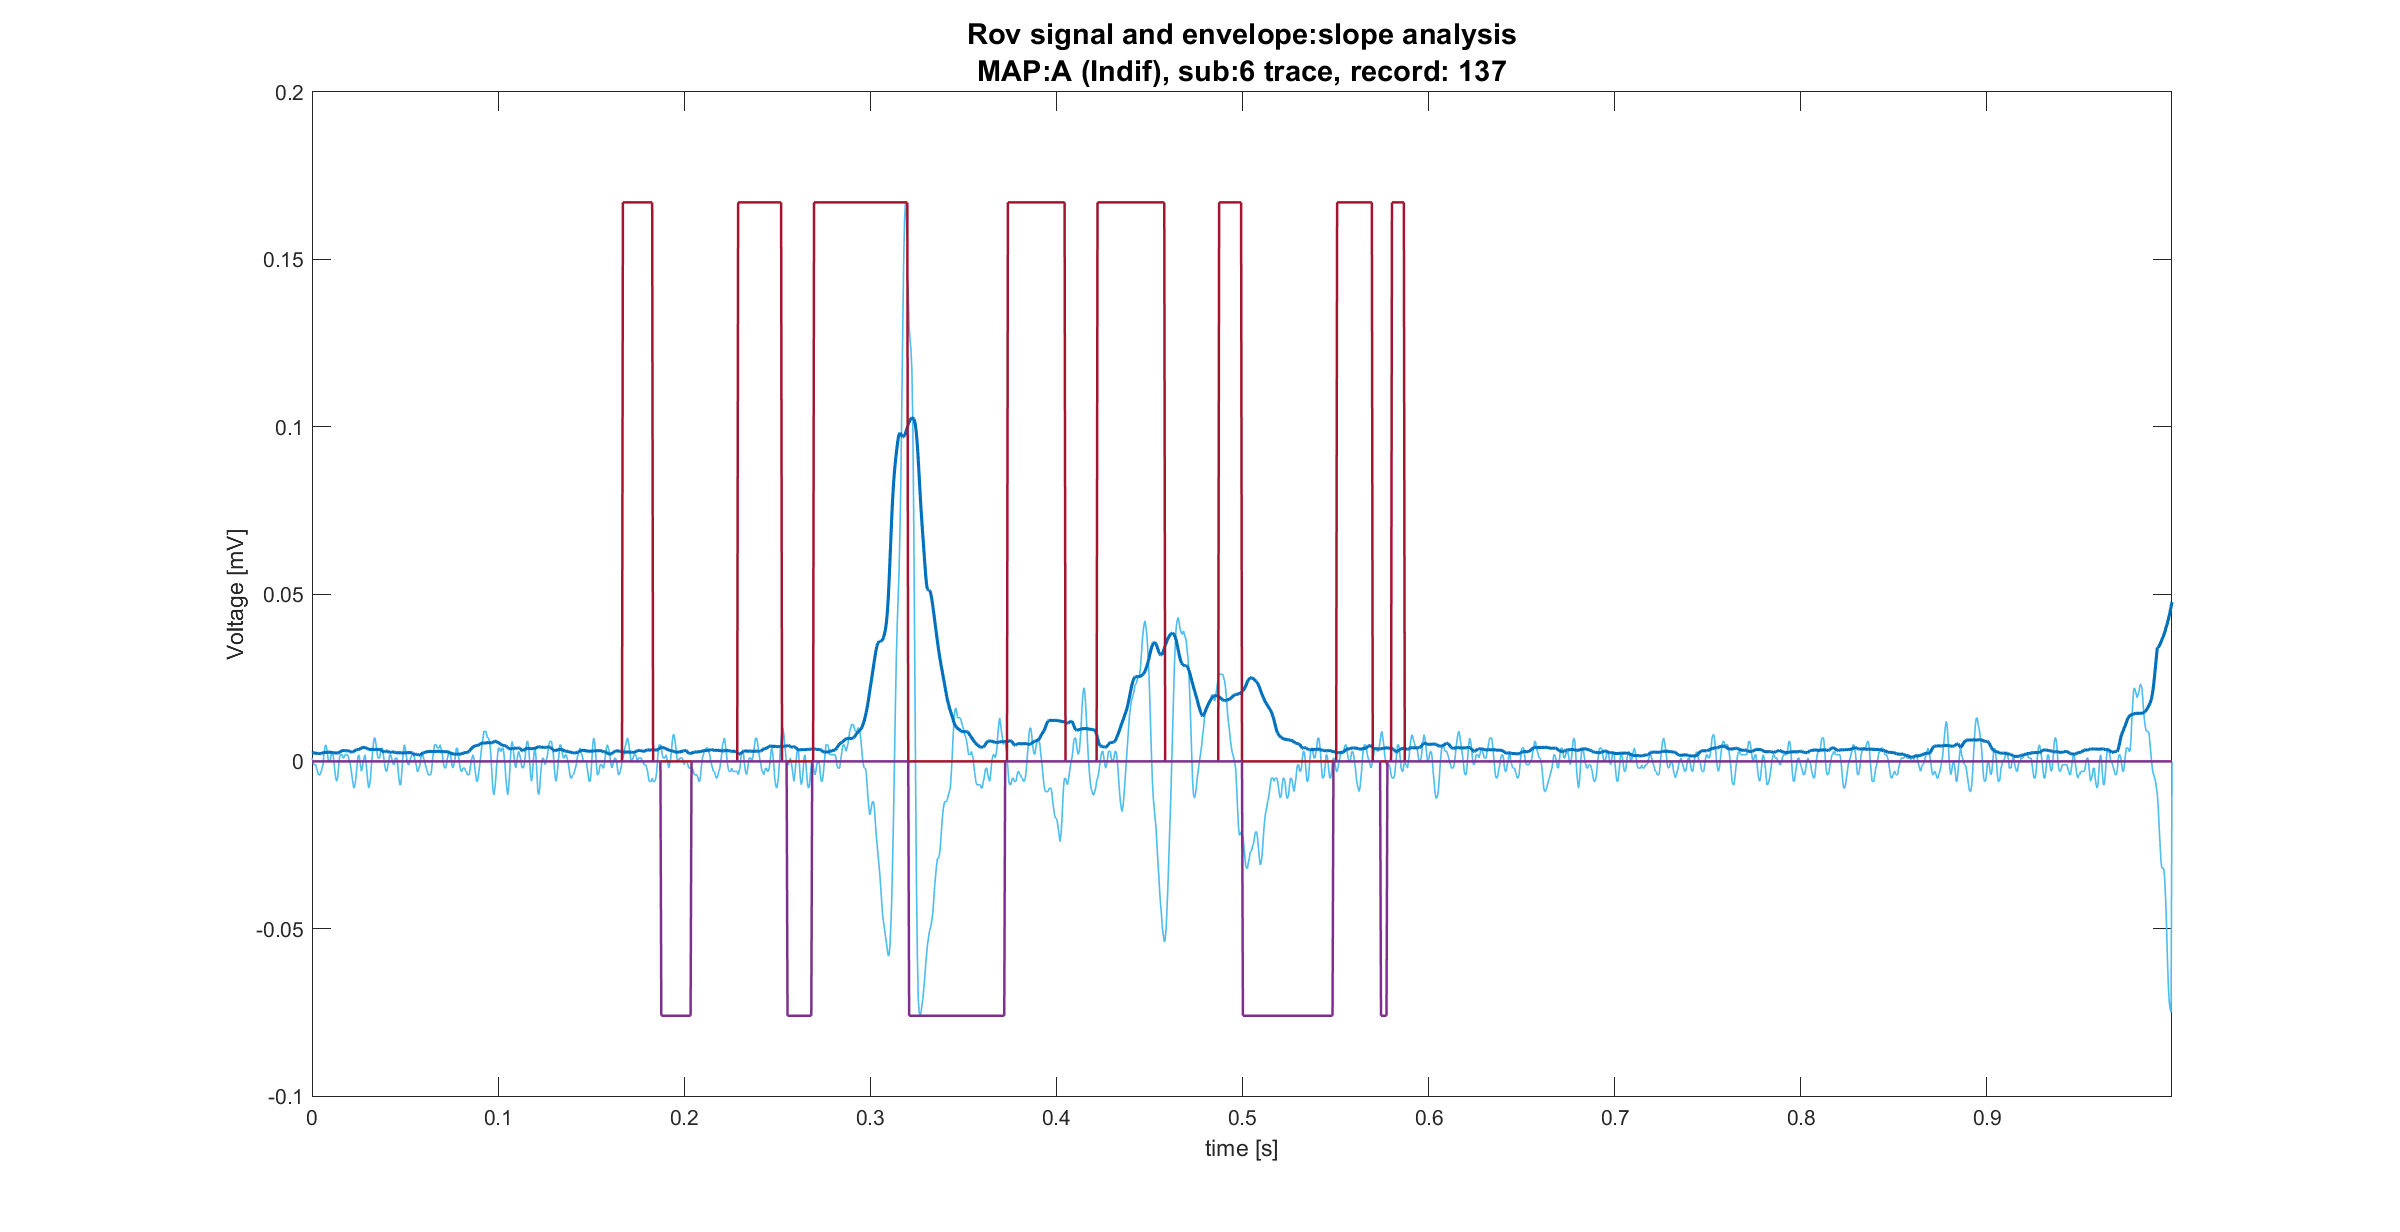 Rov signal and envelope:slope analysis
MAP:A (Indif), sub:6 trace, record: 137
0.2
0.15
0.1
0.05
0
-0.05
-0.1
Voltage [mV]
0 0.1 0.2 0.3 0.4 0.5 0.6 0.7 0.8 0.9
time [s]